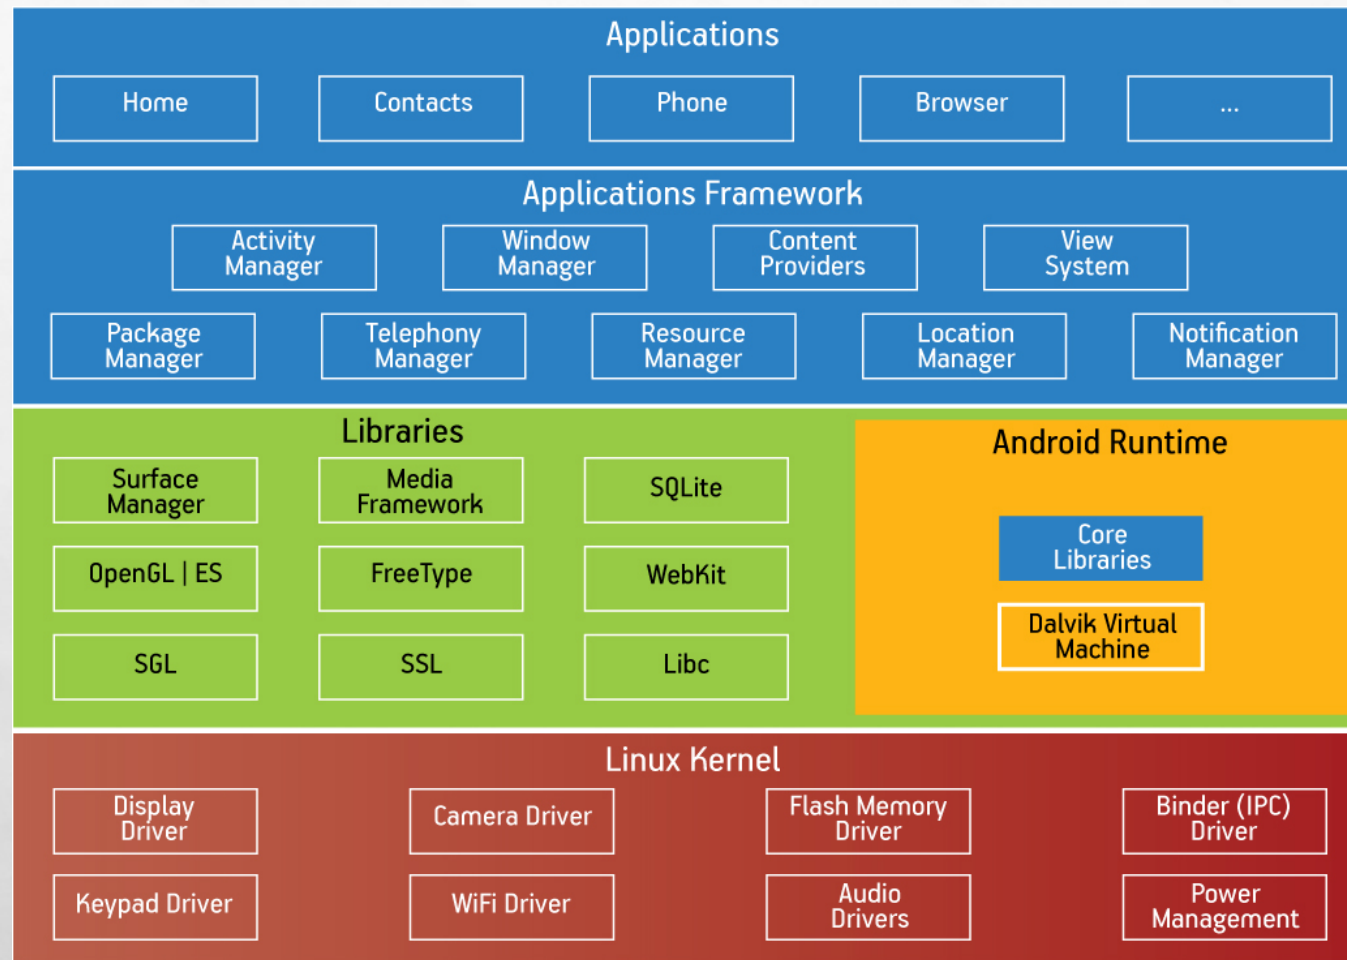 Applications
Home
Contacts
Phone
Browser
...
Applications Framework
Activity
Manager
Window
Manager
Content
Providers
View
System
Package
Manager
Telephony
Manager
Resource
Manager
Location
Manager
Notification
Manager
Libraries
Surface
Manager
Media
Framework
SQLite
OpenGL | ES
FreeType
WebKit
SGL
SSL
Libc
Android Runtime
Core
Libraries
Dalvik Virtual
Machine
Linux Kernel
Display
Driver
Camera Driver
Flash Memory
Driver
Binder (IPC)
Driver
Keypad Driver
WiFi Driver
Audio
Drivers
Power
Management